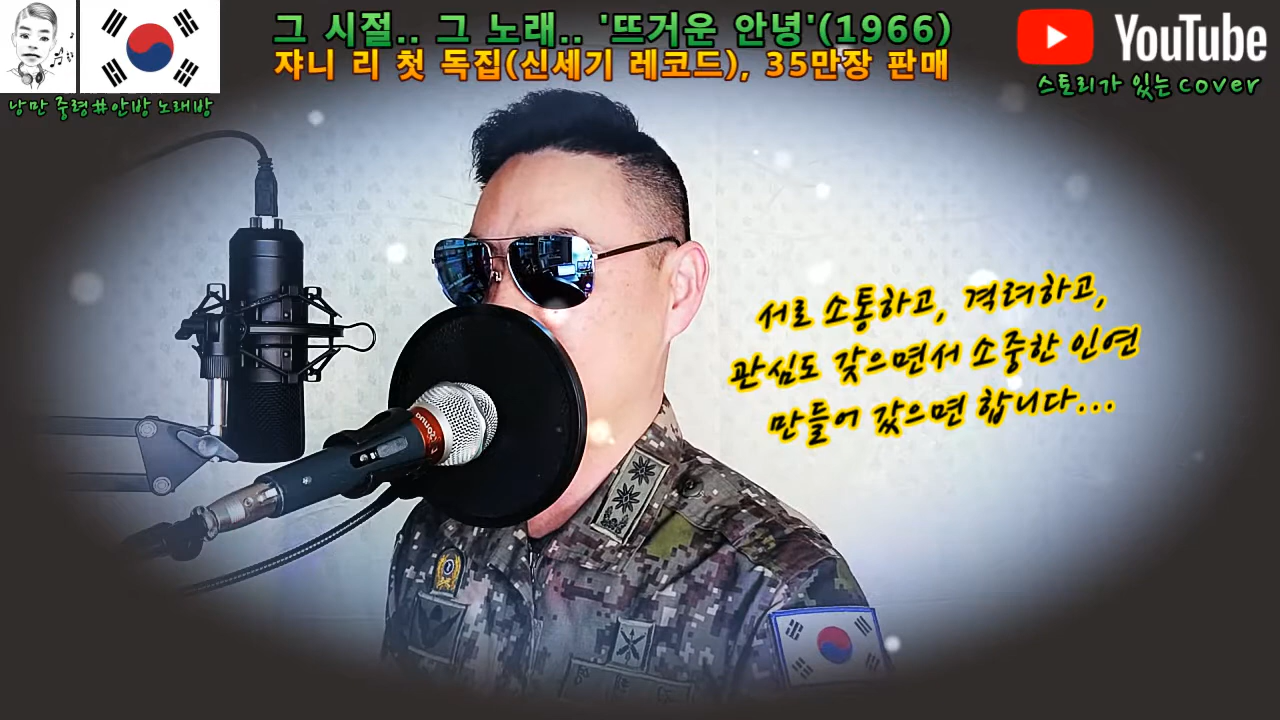 그 시절.. 그 노래.. '뜨거운 안녕'(1966)
쟈니 리 첫 독집(신세기 레코드), 35만장 판매
낭만 중령#안방 노래방
YouTube
스토리가 있는 cover
서로 소통하고, 격려하고,
관심도 갖으면서 소중한 인연
만들어 갔으면 합니다...